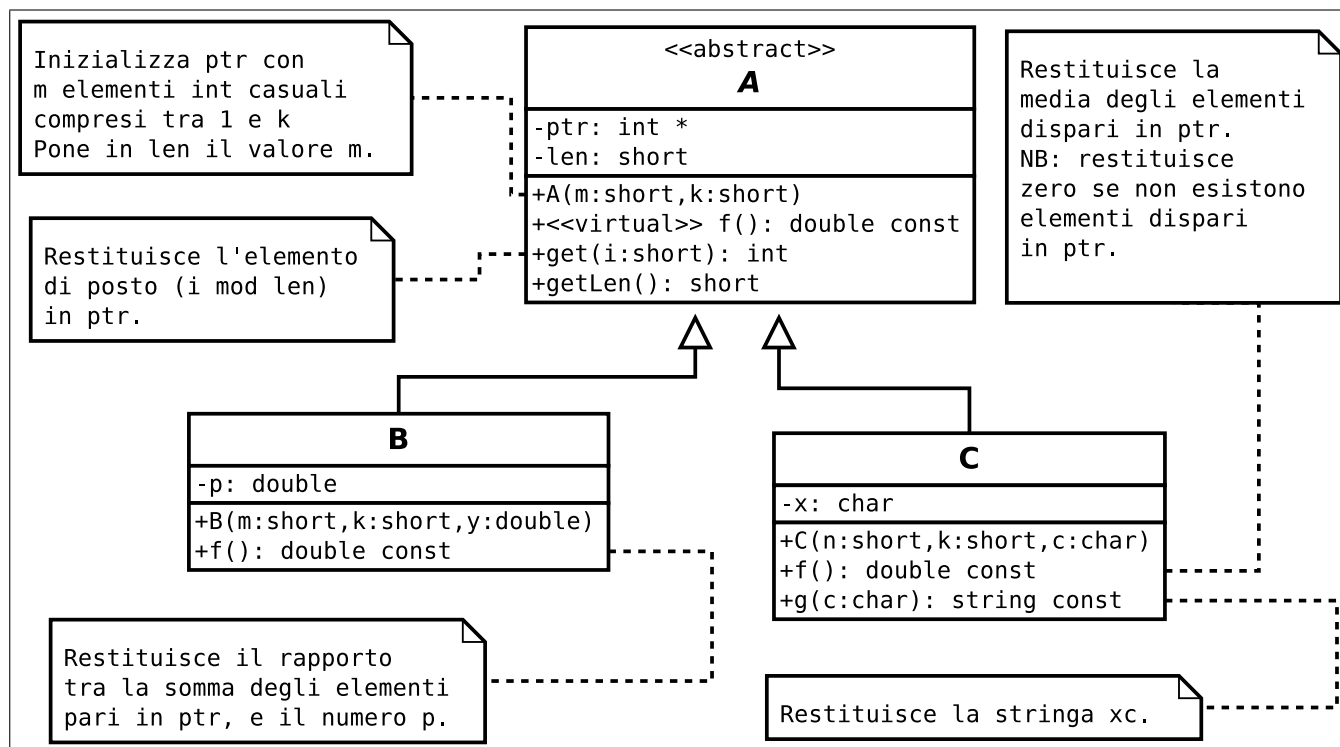 Inizializza ptr con
m elementi int casuali
compresi tra 1 e k
Pone in len il valore m.
<<abstract>>
A
-ptr: int *
-len: short
+A(m:short,k:short)
+<<virtual>> f(): double const
+get(i:short): int
+getLen(): short
Restituisce la
media degli elementi
dispari in ptr.
NB: restituisce
zero se non esistono
elementi dispari
in ptr.
Restituisce l'elemento
di posto (i mod len)
in ptr.
B
-p: double
+B(m:short,k:short,y:double)
+f(): double const
C
-x: char
+C(n:short,k:short,c:char)
+f(): double const
+g(c:char): string const
Restituisce il rapporto
tra la somma degli elementi
pari in ptr, e il numero p.
Restituisce la stringa xc.